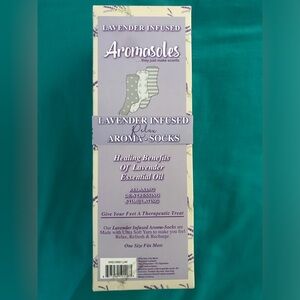 LAVENDER INFUSED
Aromasoles
...they just make scents
LAVENDER INFUSED
Relax
AROMA-SOCKS
Healing Benefits
Of Lavender
Essential Oil
RELAXING
DE-STRESSING
STIMULATING
Give Your Feet A Therapeutic Treat
Our Lavender Infused Aroma-Socks are
Made with Ultra Soft Yarn to make you feel
Relax, Refresh & Recharge
One Size Fits Most